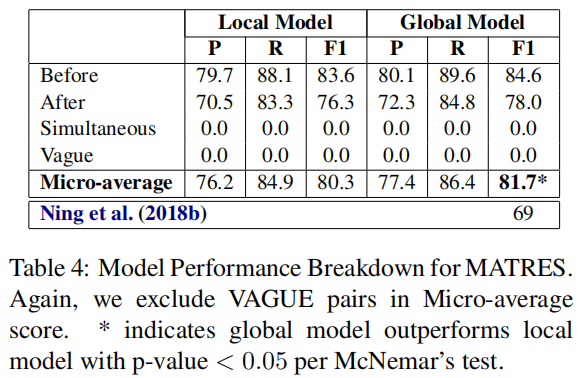 Local Model Global Model
P R F1 P R F1
Before 79.7 88.1 83.6 80.1 89.6 84.6
After 70.5 83.3 76.3 72.3 84.8 78.0
Simultaneous 0.0 0.0 0.0 0.0 0.0 0.0
Vague 0.0 0.0 0.0 0.0 0.0 0.0
Micro-average 76.2 84.9 80.3 77.4 86.4 81.7*
Ning et al. (2018b) 69
Table 4: Model Performance Breakdown for MATRES.
Again, we exclude VAGUE pairs in Micro-average
score. * indicates global model outperforms local
model with p-value < 0.05 per McNemar's test.